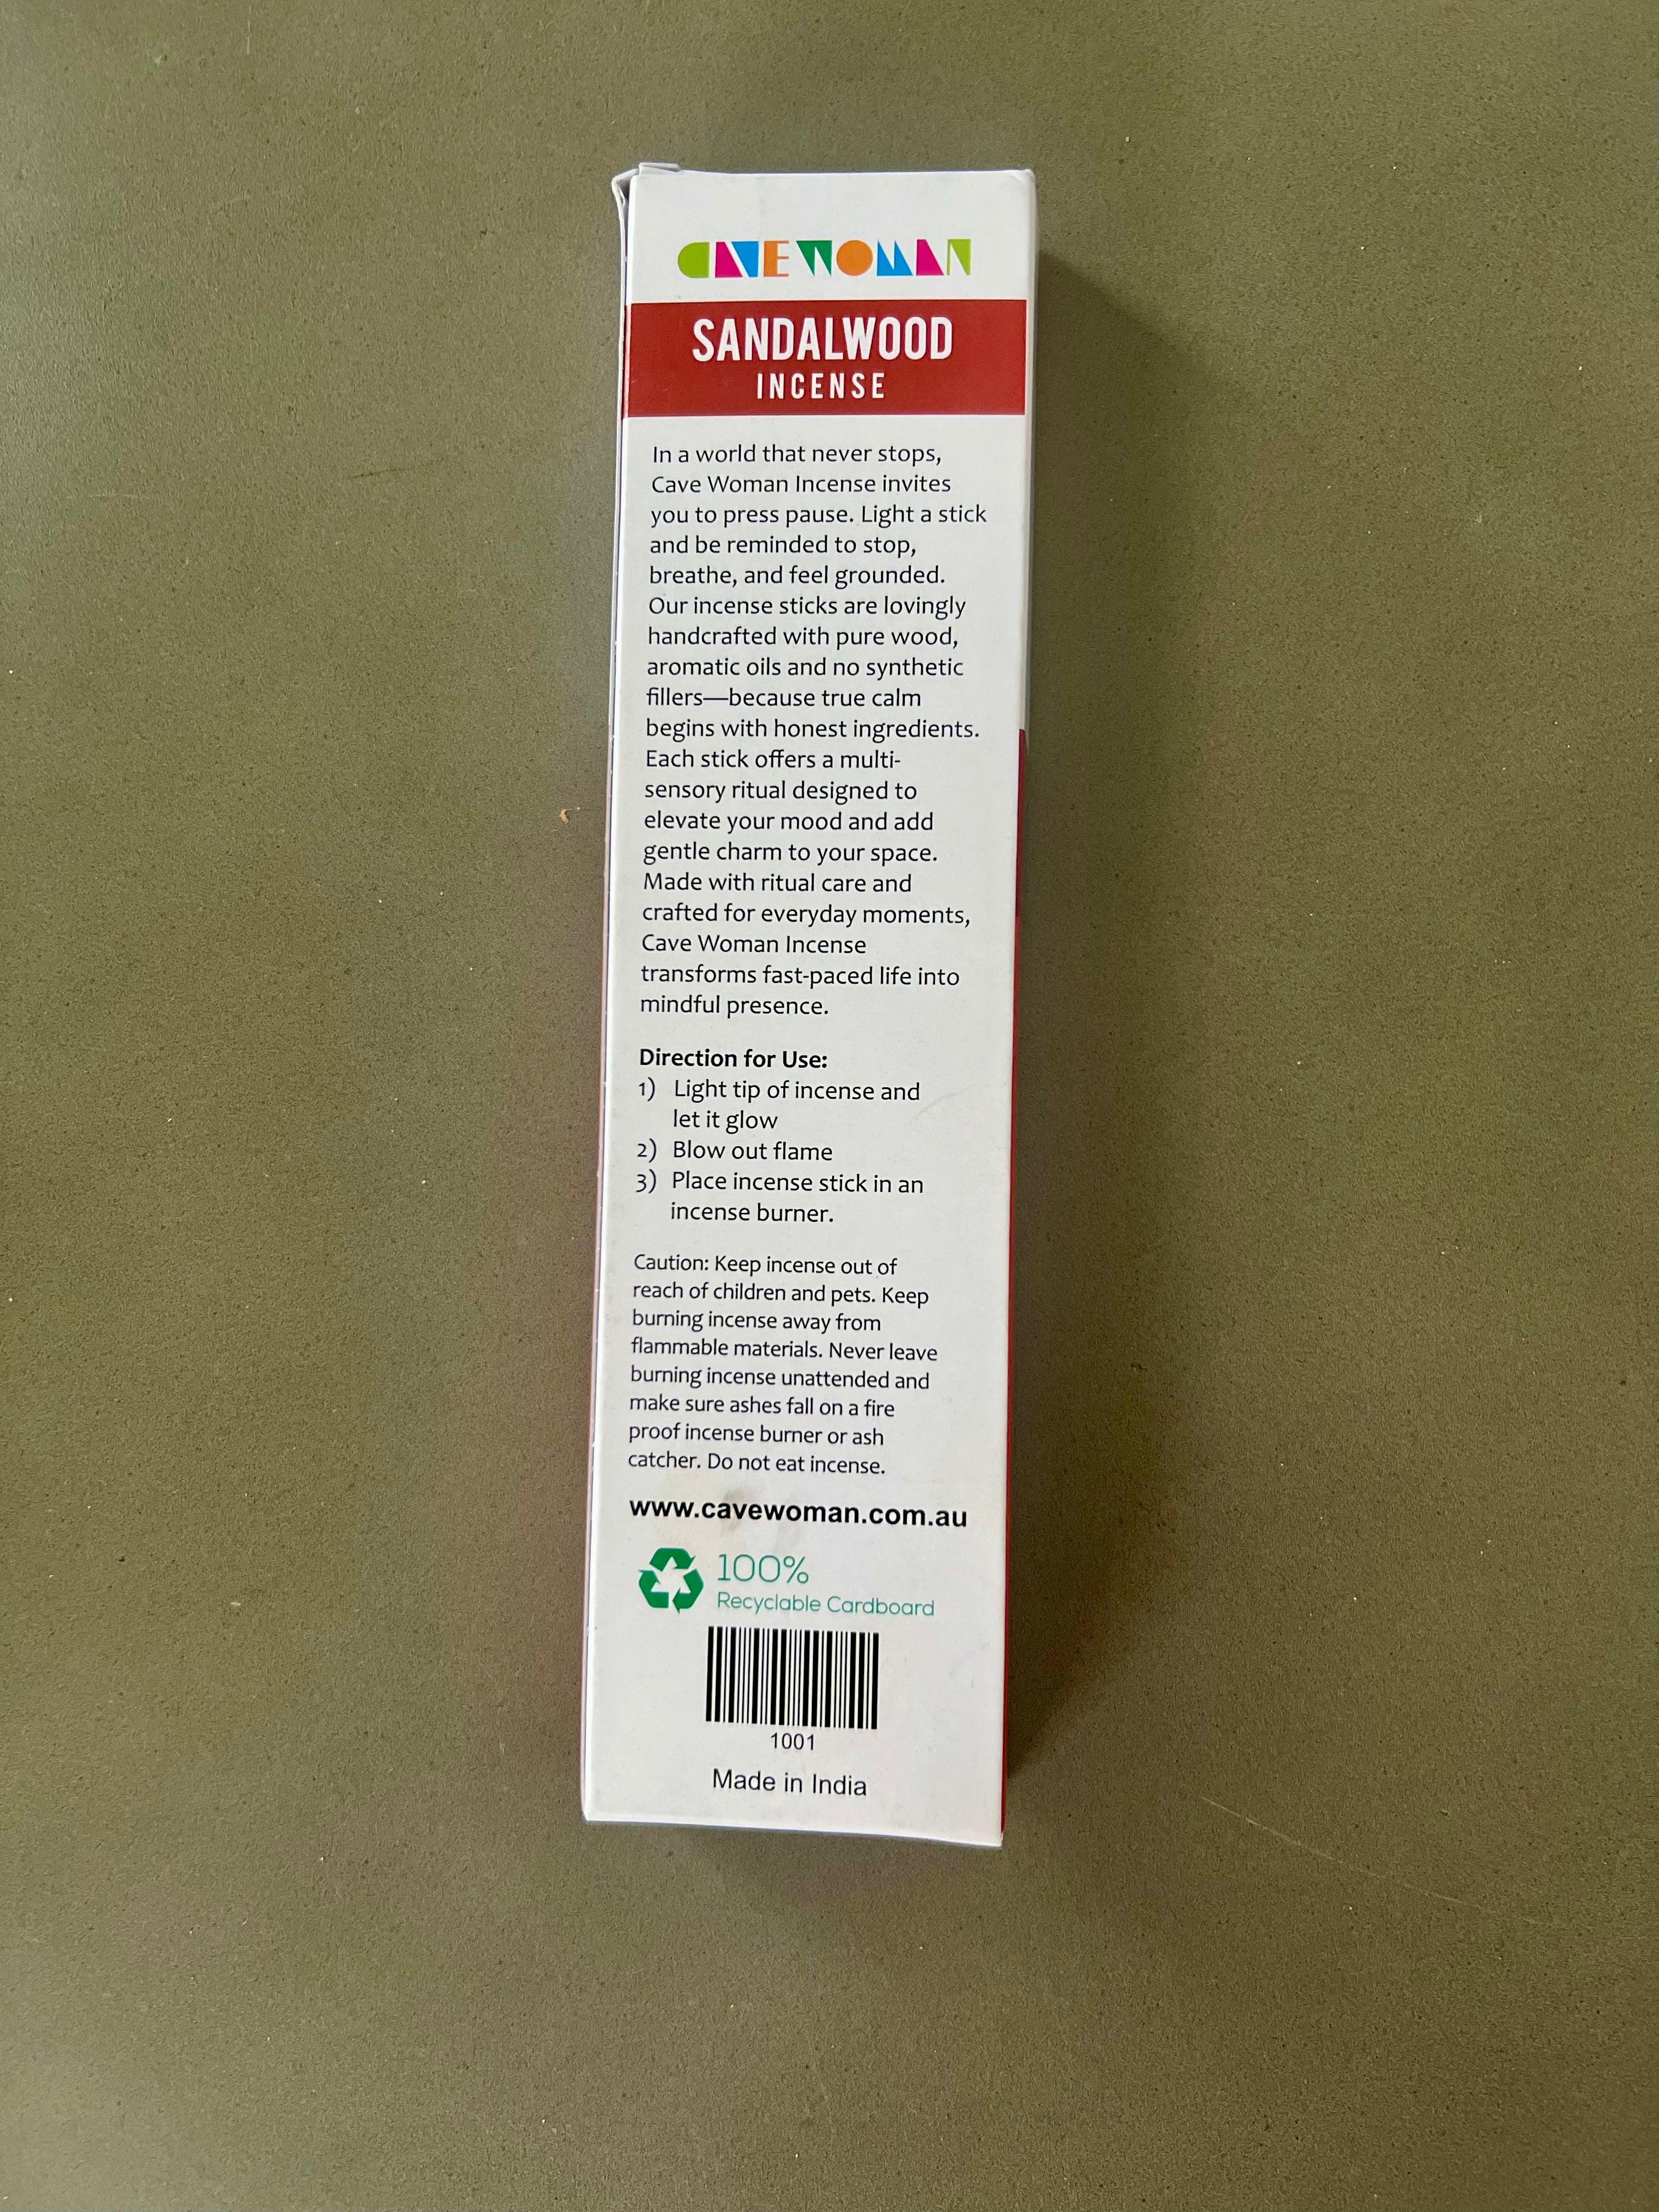 CAVE WOMAN
SANDALWOOD
INCENSE
In a world that never stops,
Cave Woman Incense invites
you to press pause. Light a stick
and be reminded to stop,
breathe, and feel grounded.
Our incense sticks are lovingly
handcrafted with pure wood,
aromatic oils and no synthetic
fillers—because true calm
begins with honest ingredients.
Each stick offers a multi-
sensory ritual designed to
elevate your mood and add
gentle charm to your space.
Made with ritual care and
crafted for everyday moments,
Cave Woman Incense
transforms fast-paced life into
mindful presence.
Direction for Use:
1) Light tip of incense and
let it glow
2) Blow out flame
3) Place incense stick in an
incense burner.
Caution: Keep incense out of
reach of children and pets. Keep
burning incense away from
flammable materials. Never leave
burning incense unattended and
make sure ashes fall on a fire
proof incense burner or ash
catcher. Do not eat incense.
www.cavewoman.com.au
100%
Recyclable Cardboard
1001
Made in India